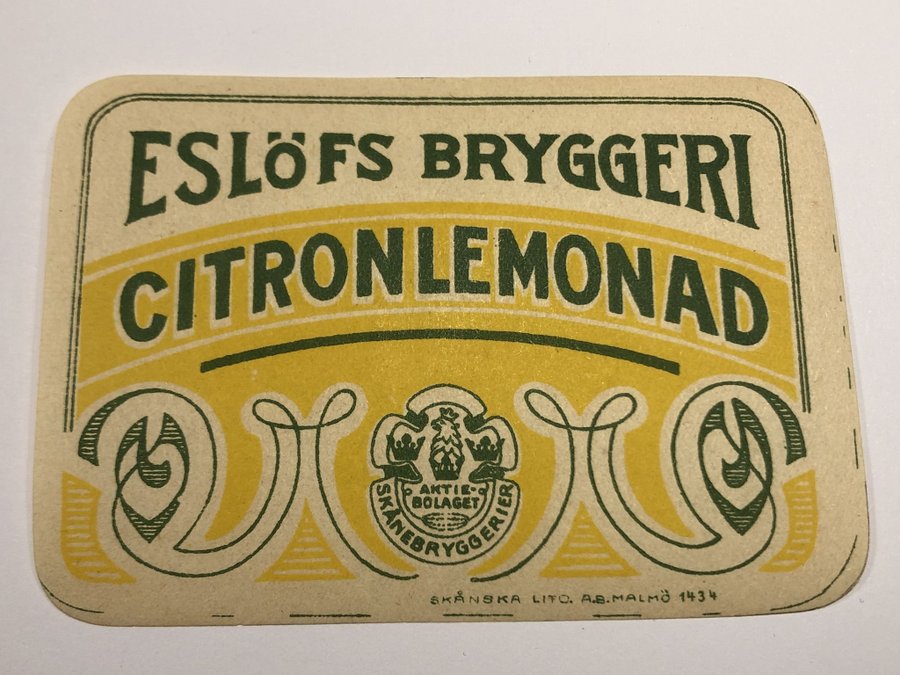 ESLöFS BRYGGERI
CITRONLEMONAD
AKTIE-
BOLAGET
SKÅNEBRYGGERIER
SKÅNSKA LITO. A.B. MALMÖ 1434